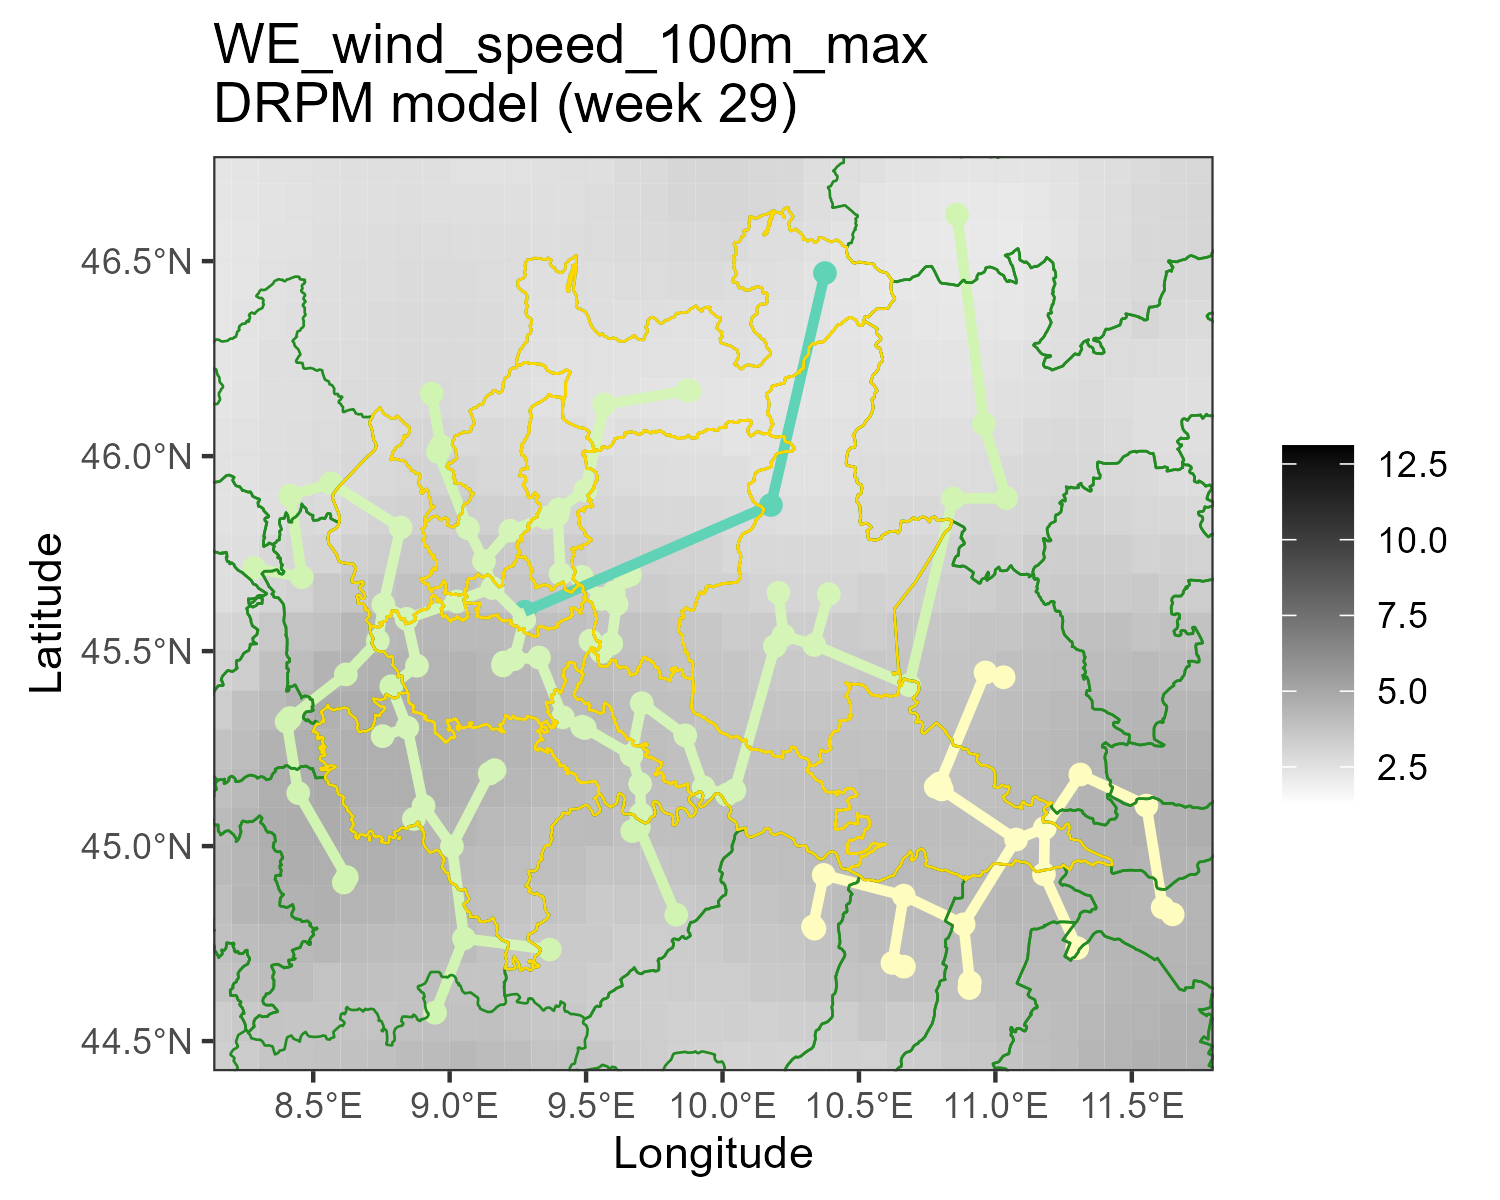 WE_wind_speed_100m_max
DRPM model (week 29)
46.5°N
46.0°N
45.5°N
45.0°N
44.5°N
Latitude
8.5°E 9.0°E 9.5°E 10.0°E 10.5°E 11.0°E 11.5°E
Longitude
12.5
10.0
7.5
5.0
2.5